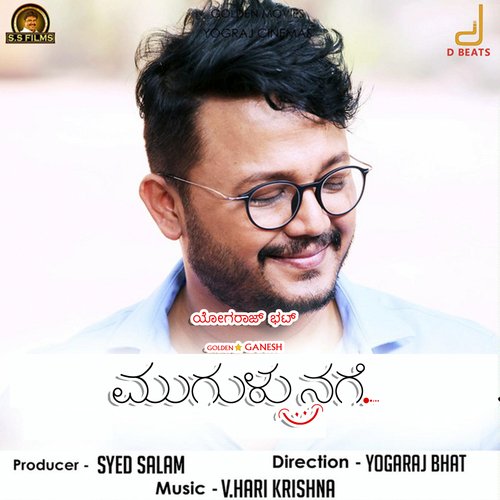 GOLDEN MOVIES
YOGRAJ CINEMAS
S.S FILMS
D BEATS
ಯೋಗರಾಜ್ ಭಟ್
GOLDEN GANESH
ಮುಗುಳು ನಗೆ
Producer - SYED SALAM
Direction - YOGARAJ BHAT
Music - V.HARI KRISHNA